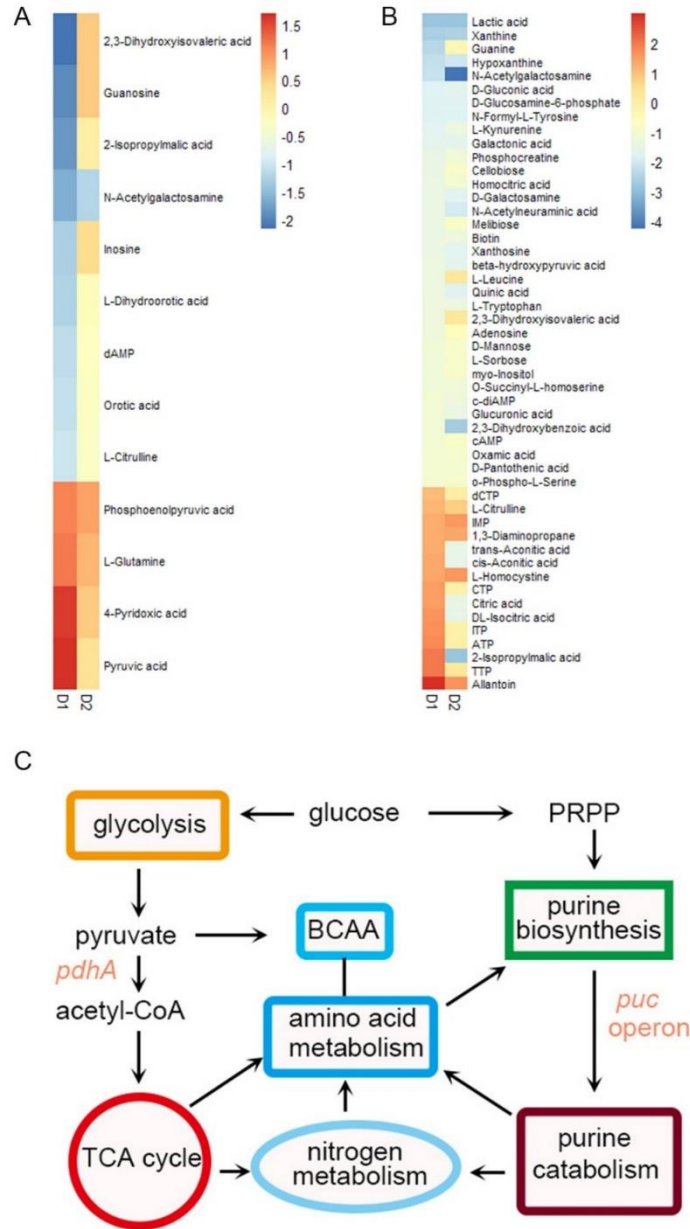 A
1.5
1
0.5
0
-0.5
-1
-1.5
-2
2,3-Dihydroxyisovaleric acid
Guanosine
2-Isopropylmalic acid
N-Acetylgalactosamine
Inosine
L-Dihydroorotic acid
dAMP
Orotic acid
L-Citrulline
Phosphoenolpyruvic acid
L-Glutamine
4-Pyridoxic acid
Pyruvic acid
D1
D2
B
3
2
1
0
-1
-2
-3
-4
Lactic acid
Xanthine
Guanine
Hypoxanthine
N-Acetylgalactosamine
D-Gluconic acid
D-Glucosamine-6-phosphate
N-Formyl-L-Tyrosine
L-Kynurenine
Galactonic acid
Phosphocreatine
Cellobiose
Homocitric acid
D-Galactosamine
N-Acetylneuraminic acid
Melibiose
Biotin
Xanthosine
beta-hydroxypyruvic acid
L-Leucine
Quinic acid
L-Tryptophan
2,3-Dihydroxyisovaleric acid
Adenosine
D-Mannose
L-Sorbose
myo-Inositol
O-Succinyl-L-homoserine
c-diAMP
Glucuronic acid
2,3-Dihydroxybenzoic acid
cAMP
Oxamic acid
D-Pantothenic acid
o-Phospho-L-Serine
dCTP
L-Citrulline
IMP
1,3-Diaminopropane
trans-Aconitic acid
cis-Aconitic acid
L-Homocystine
CTP
Citric acid
DL-Isocitric acid
ITP
ATP
2-Isopropylmalic acid
TTP
Allantoin
D1
D2
C
glycolysis
glucose
PRPP
pyruvate
BCAA
purine
biosynthesis
pdhA
acetyl-CoA
amino acid
metabolism
puc
operon
TCA cycle
nitrogen
metabolism
purine
catabolism